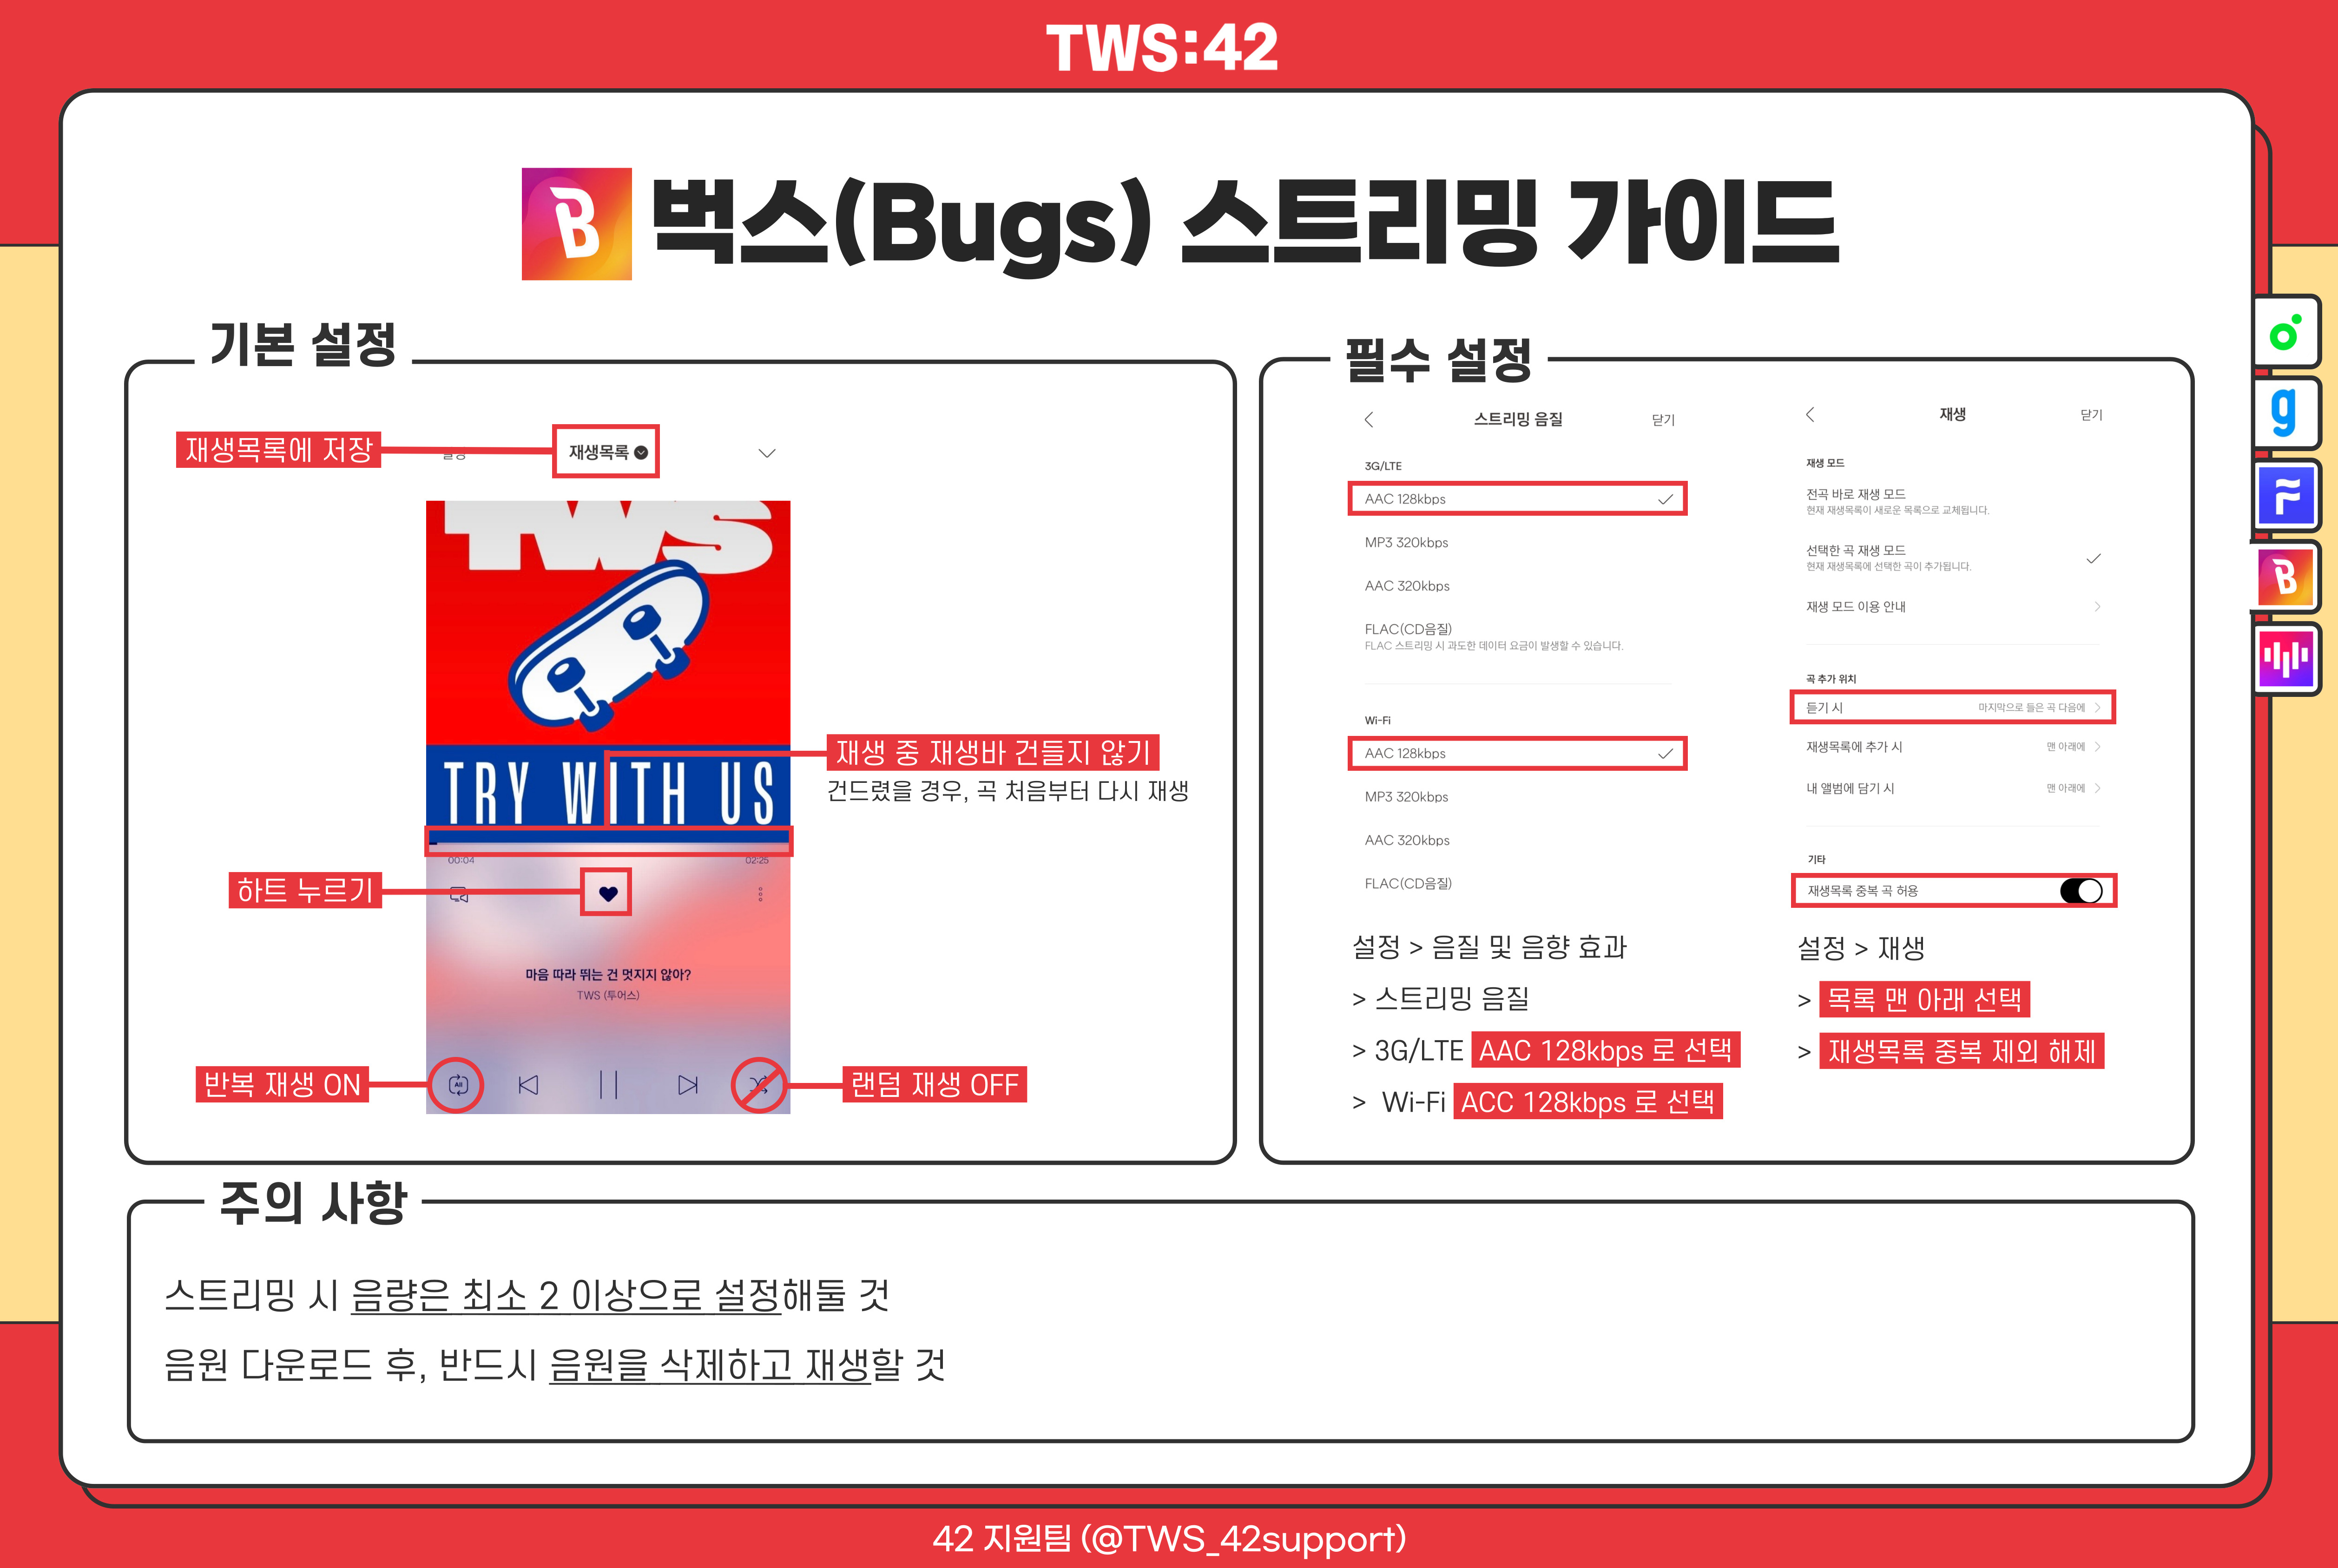 TWS:42
벅스(Bugs) 스트리밍 가이드
기본 설정
재생목록에 저장
재생목록
TWS
TRY WITH US
재생 중 재생바 건들지 않기
건드렸을 경우, 곡 처음부터 다시 재생
00:04
02:25
하트 누르기
마음 따라 뛰는 건 멋지지 않아?
TWS (투어스)
반복 재생 ON
All
랜덤 재생 OFF
필수 설정
스트리밍 음질
닫기
3G/LTE
AAC 128kbps
MP3 320kbps
AAC 320kbps
FLAC(CD음질)
FLAC 스트리밍 시 과도한 데이터 요금이 발생할 수 있습니다.
Wi-Fi
AAC 128kbps
MP3 320kbps
AAC 320kbps
FLAC(CD음질)
설정 > 음질 및 음향 효과
> 스트리밍 음질
> 3G/LTE AAC 128kbps 로 선택
> Wi-Fi ACC 128kbps 로 선택
재생
닫기
재생 모드
전곡 바로 재생 모드
현재 재생목록이 새로운 목록으로 교체됩니다.
선택한 곡 재생 모드
현재 재생목록에 선택한 곡이 추가됩니다.
재생 모드 이용 안내
곡 추가 위치
듣기 시 마지막으로 들은 곡 다음에
재생목록에 추가 시 맨 아래에
내 앨범에 담기 시 맨 아래에
기타
재생목록 중복 곡 허용
설정 > 재생
> 목록 맨 아래 선택
> 재생목록 중복 제외 해제
주의 사항
스트리밍 시 음량은 최소 2 이상으로 설정해둘 것
음원 다운로드 후, 반드시 음원을 삭제하고 재생할 것
42 지원팀 (@TWS_42support)